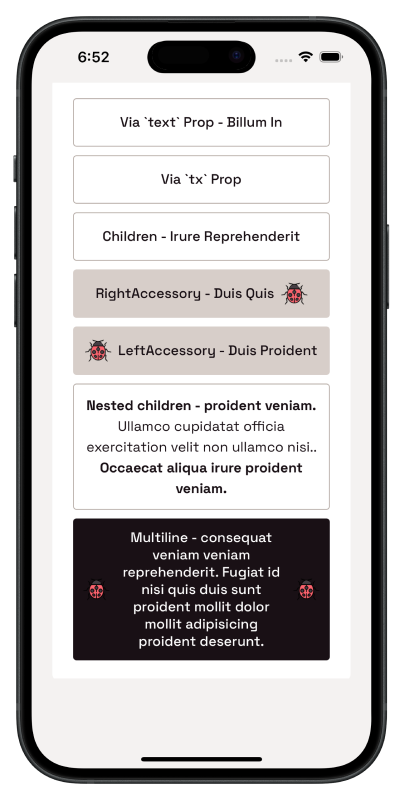 6:52
Via `text` Prop - Billum In
Via `tx` Prop
Children - Irure Reprehenderit
RightAccessory - Duis Quis
LeftAccessory - Duis Proident
Nested children - proident veniam.
Ullamco cupidatat officia
exercitation velit non ullamco nisi..
Occaecat aliqua irure proident
veniam.
Multiline - consequat
veniam veniam
reprehenderit. Fugiat id
nisi quis duis sunt
proident mollit dolor
mollit adipisicing
proident deserunt.